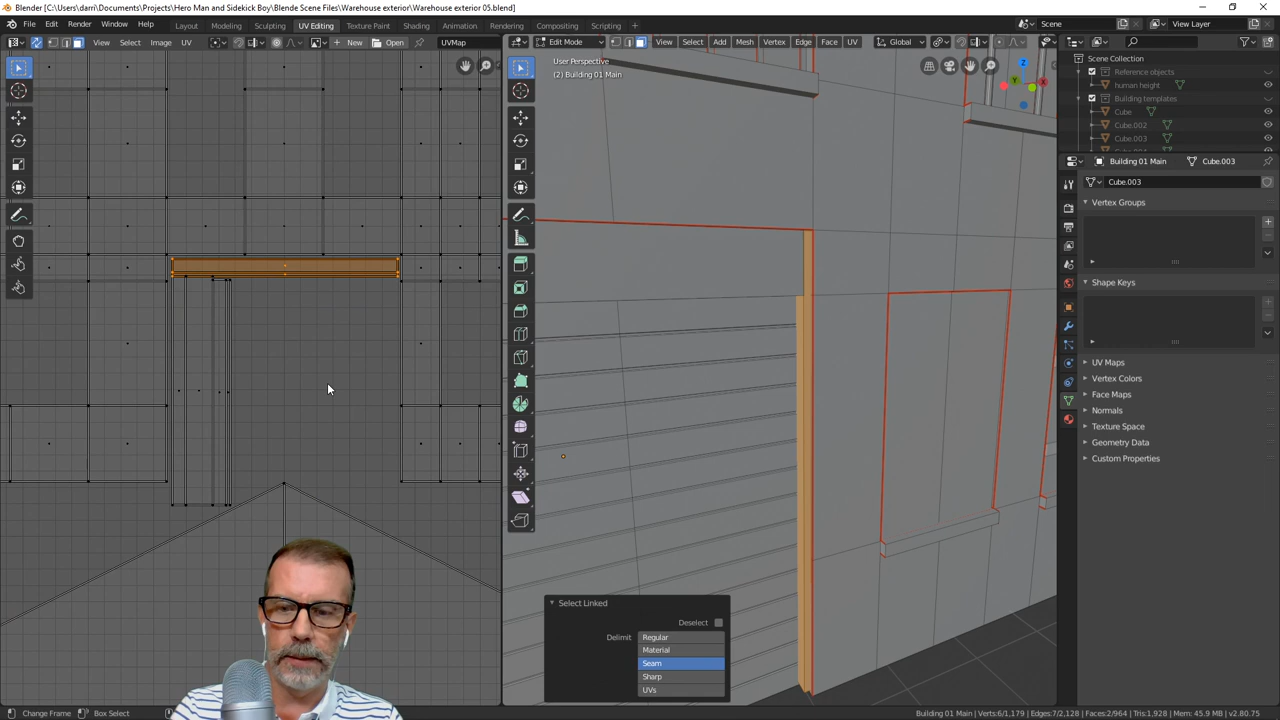 Blender [C:\Users\darri\Documents\Projects\Hero Man and Sidekick Boy\Blende Scene Files\Warehouse exterior\Warehouse exterior 05.blend]
File Edit Render Window Help Layout Modeling Sculpting UV Editing Texture Paint Shading Animation Rendering Compositing Scripting Scene View Layer
View Select Image UV New Open UVMap Edit Mode View Select Add Mesh Vertex Edge Face UV Global
User Perspective
(2) Building 01 Main
Scene Collection
Reference objects
human height
Building templates
Cube
Cube.002
Cube.003
Building 01 Main Cube.003
Cube.003
Vertex Groups
Shape Keys
UV Maps
Vertex Colors
Face Maps
Normals
Texture Space
Geometry Data
Custom Properties
Select Linked
Deselect
Delimit Regular
Material
Seam
Sharp
UVs
Change Frame Box Select Building 01 Main | Verts:6/1,179 | Edges:7/2,128 | Faces:2/964 | Tris:1,928 | Mem: 45.9 MB | v2.80.75